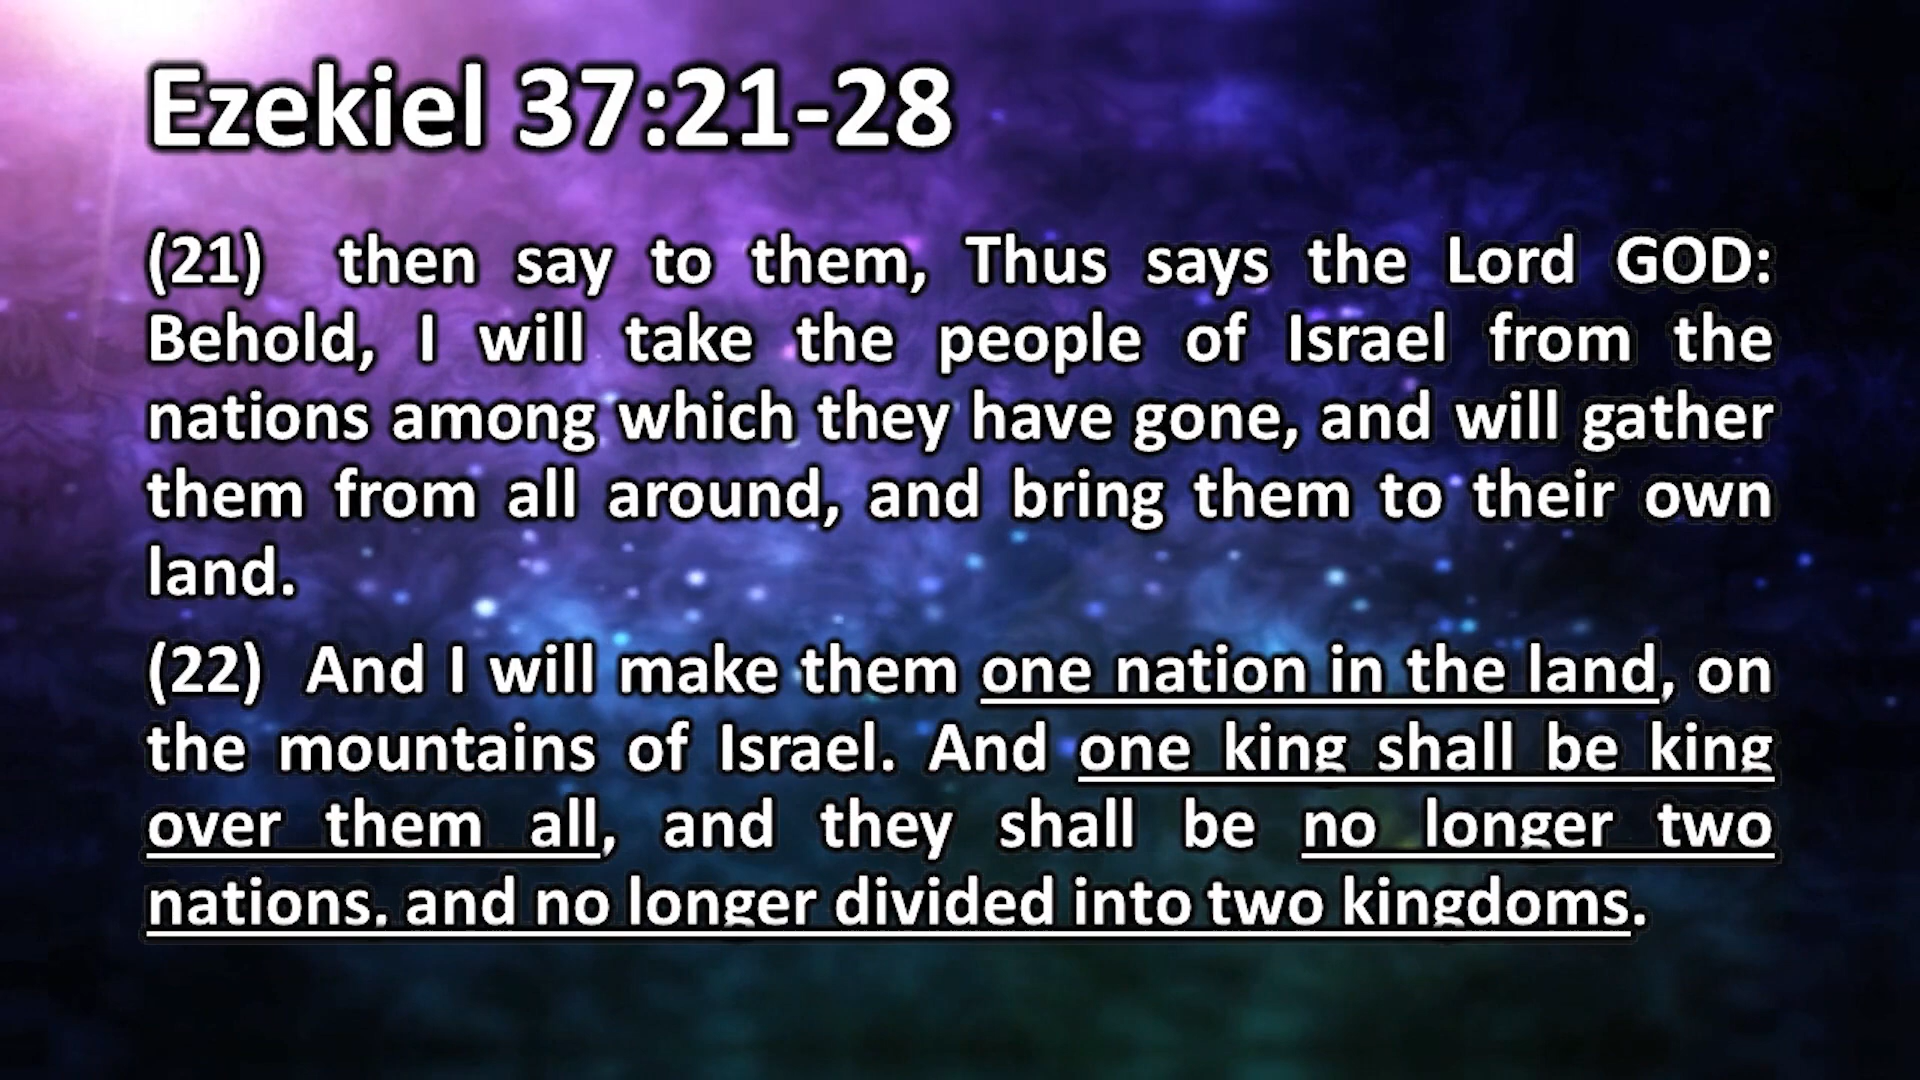 Ezekiel 37:21-28
(21) then say to them, Thus says the Lord GOD:
Behold, I will take the people of Israel from the
nations among which they have gone, and will gather
them from all around, and bring them to their own
land.
(22) And I will make them one nation in the land, on
the mountains of Israel. And one king shall be king
over them all, and they shall be no longer two
nations, and no longer divided into two kingdoms.